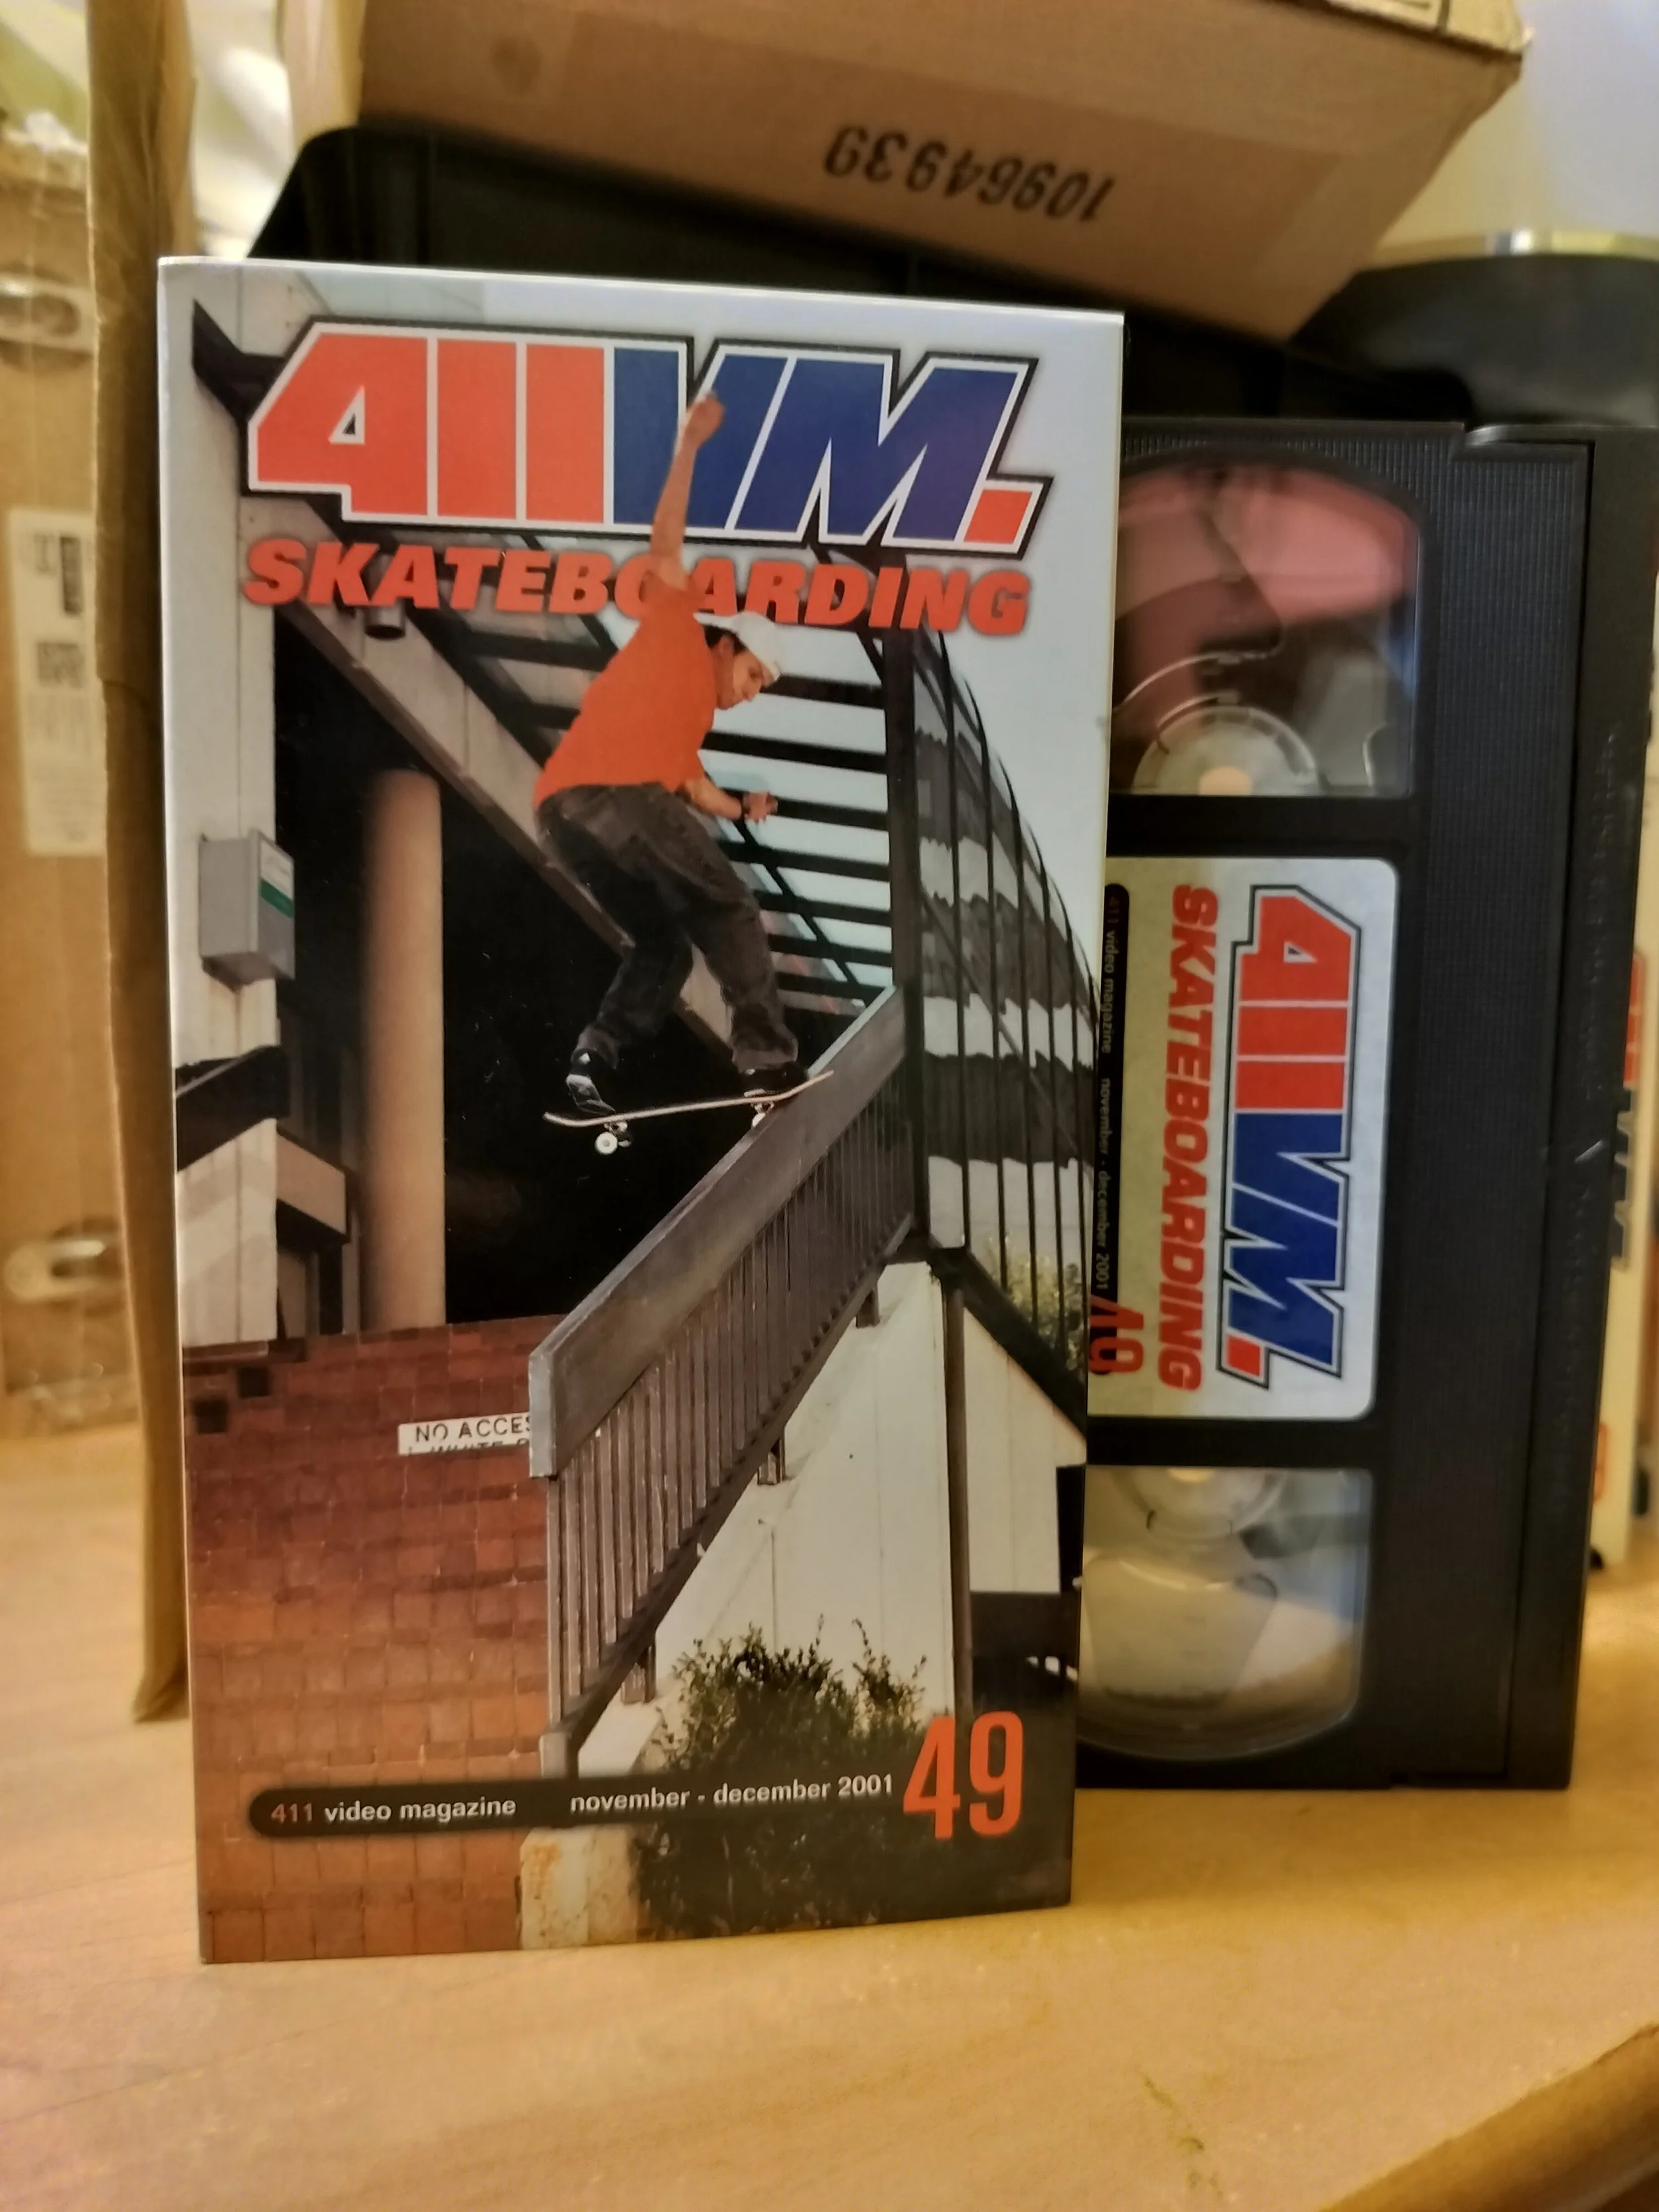 10964939
411VM.
SKATEBOARDING
NO ACCES
411 video magazine november - december 2001 49
411VM.
SKATEBOARDING
411 video magazine november - december 2001 49